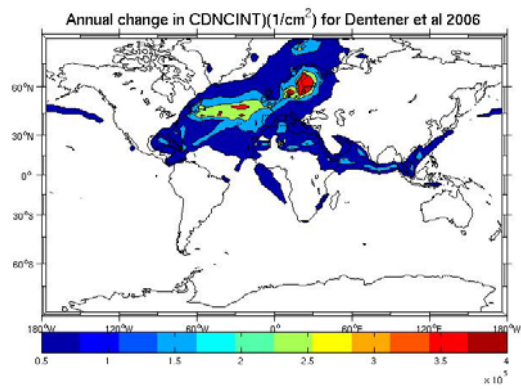 Annual change in CDNCINT)(1/cm²) for Dentener et al 2006
60°N
30°N
0°
30°S
60°S
180°W 120°W 60°W 0° 60°E 120°E 180°W
0.5 1 1.5 2 2.5 3 3.5 4
x 10⁵